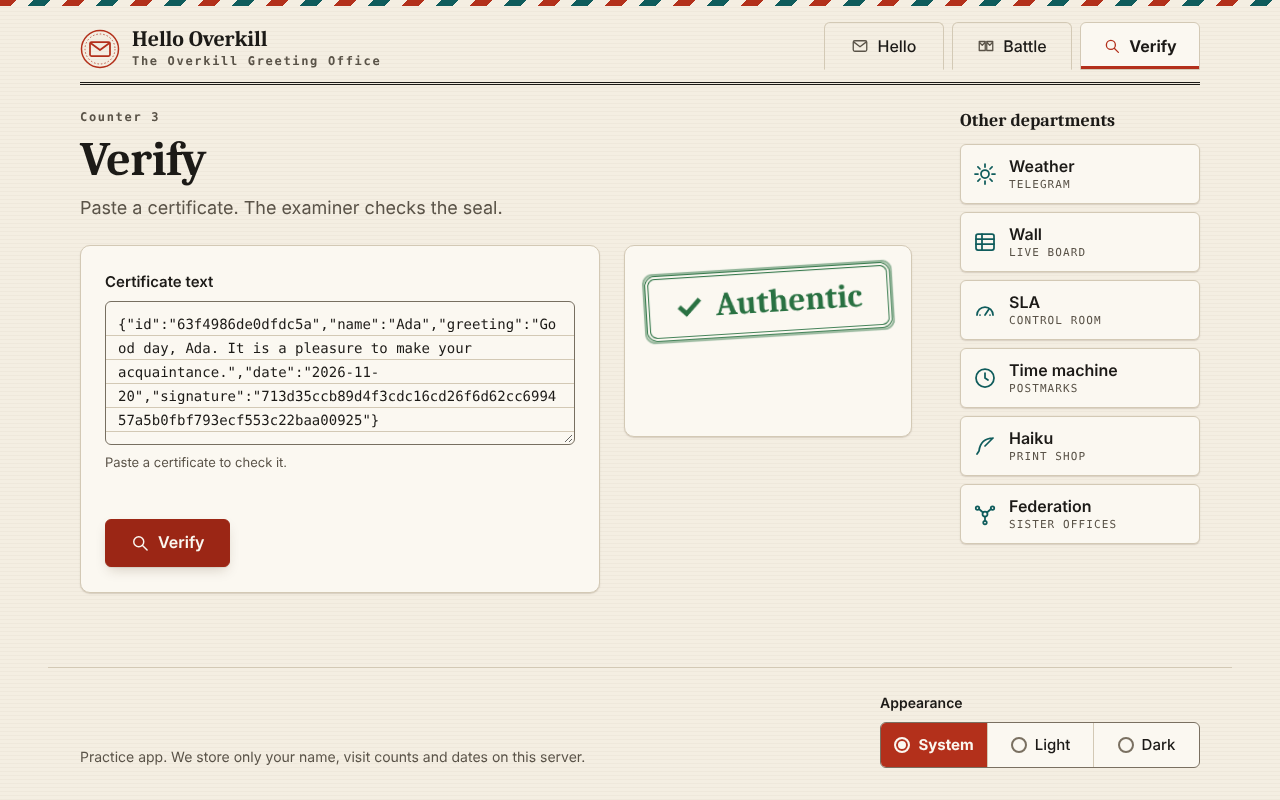 Hello Overkill
The Overkill Greeting Office
Hello
Battle
Verify
Counter 3
Verify
Paste a certificate. The examiner checks the seal.
Certificate text
{"id":"63f4986de0dfdc5a","name":"Ada","greeting":"Go
od day, Ada. It is a pleasure to make your
acquaintance.","date":"2026-11-
20","signature":"713d35ccb89d4f3cdc16cd26f6d62cc6994
57a5b0fbf793ecf553c22baa00925"}
Paste a certificate to check it.
Verify
Authentic
Other departments
Weather
TELEGRAM
Wall
LIVE BOARD
SLA
CONTROL ROOM
Time machine
POSTMARKS
Haiku
PRINT SHOP
Federation
SISTER OFFICES
Practice app. We store only your name, visit counts and dates on this server.
Appearance
System
Light
Dark